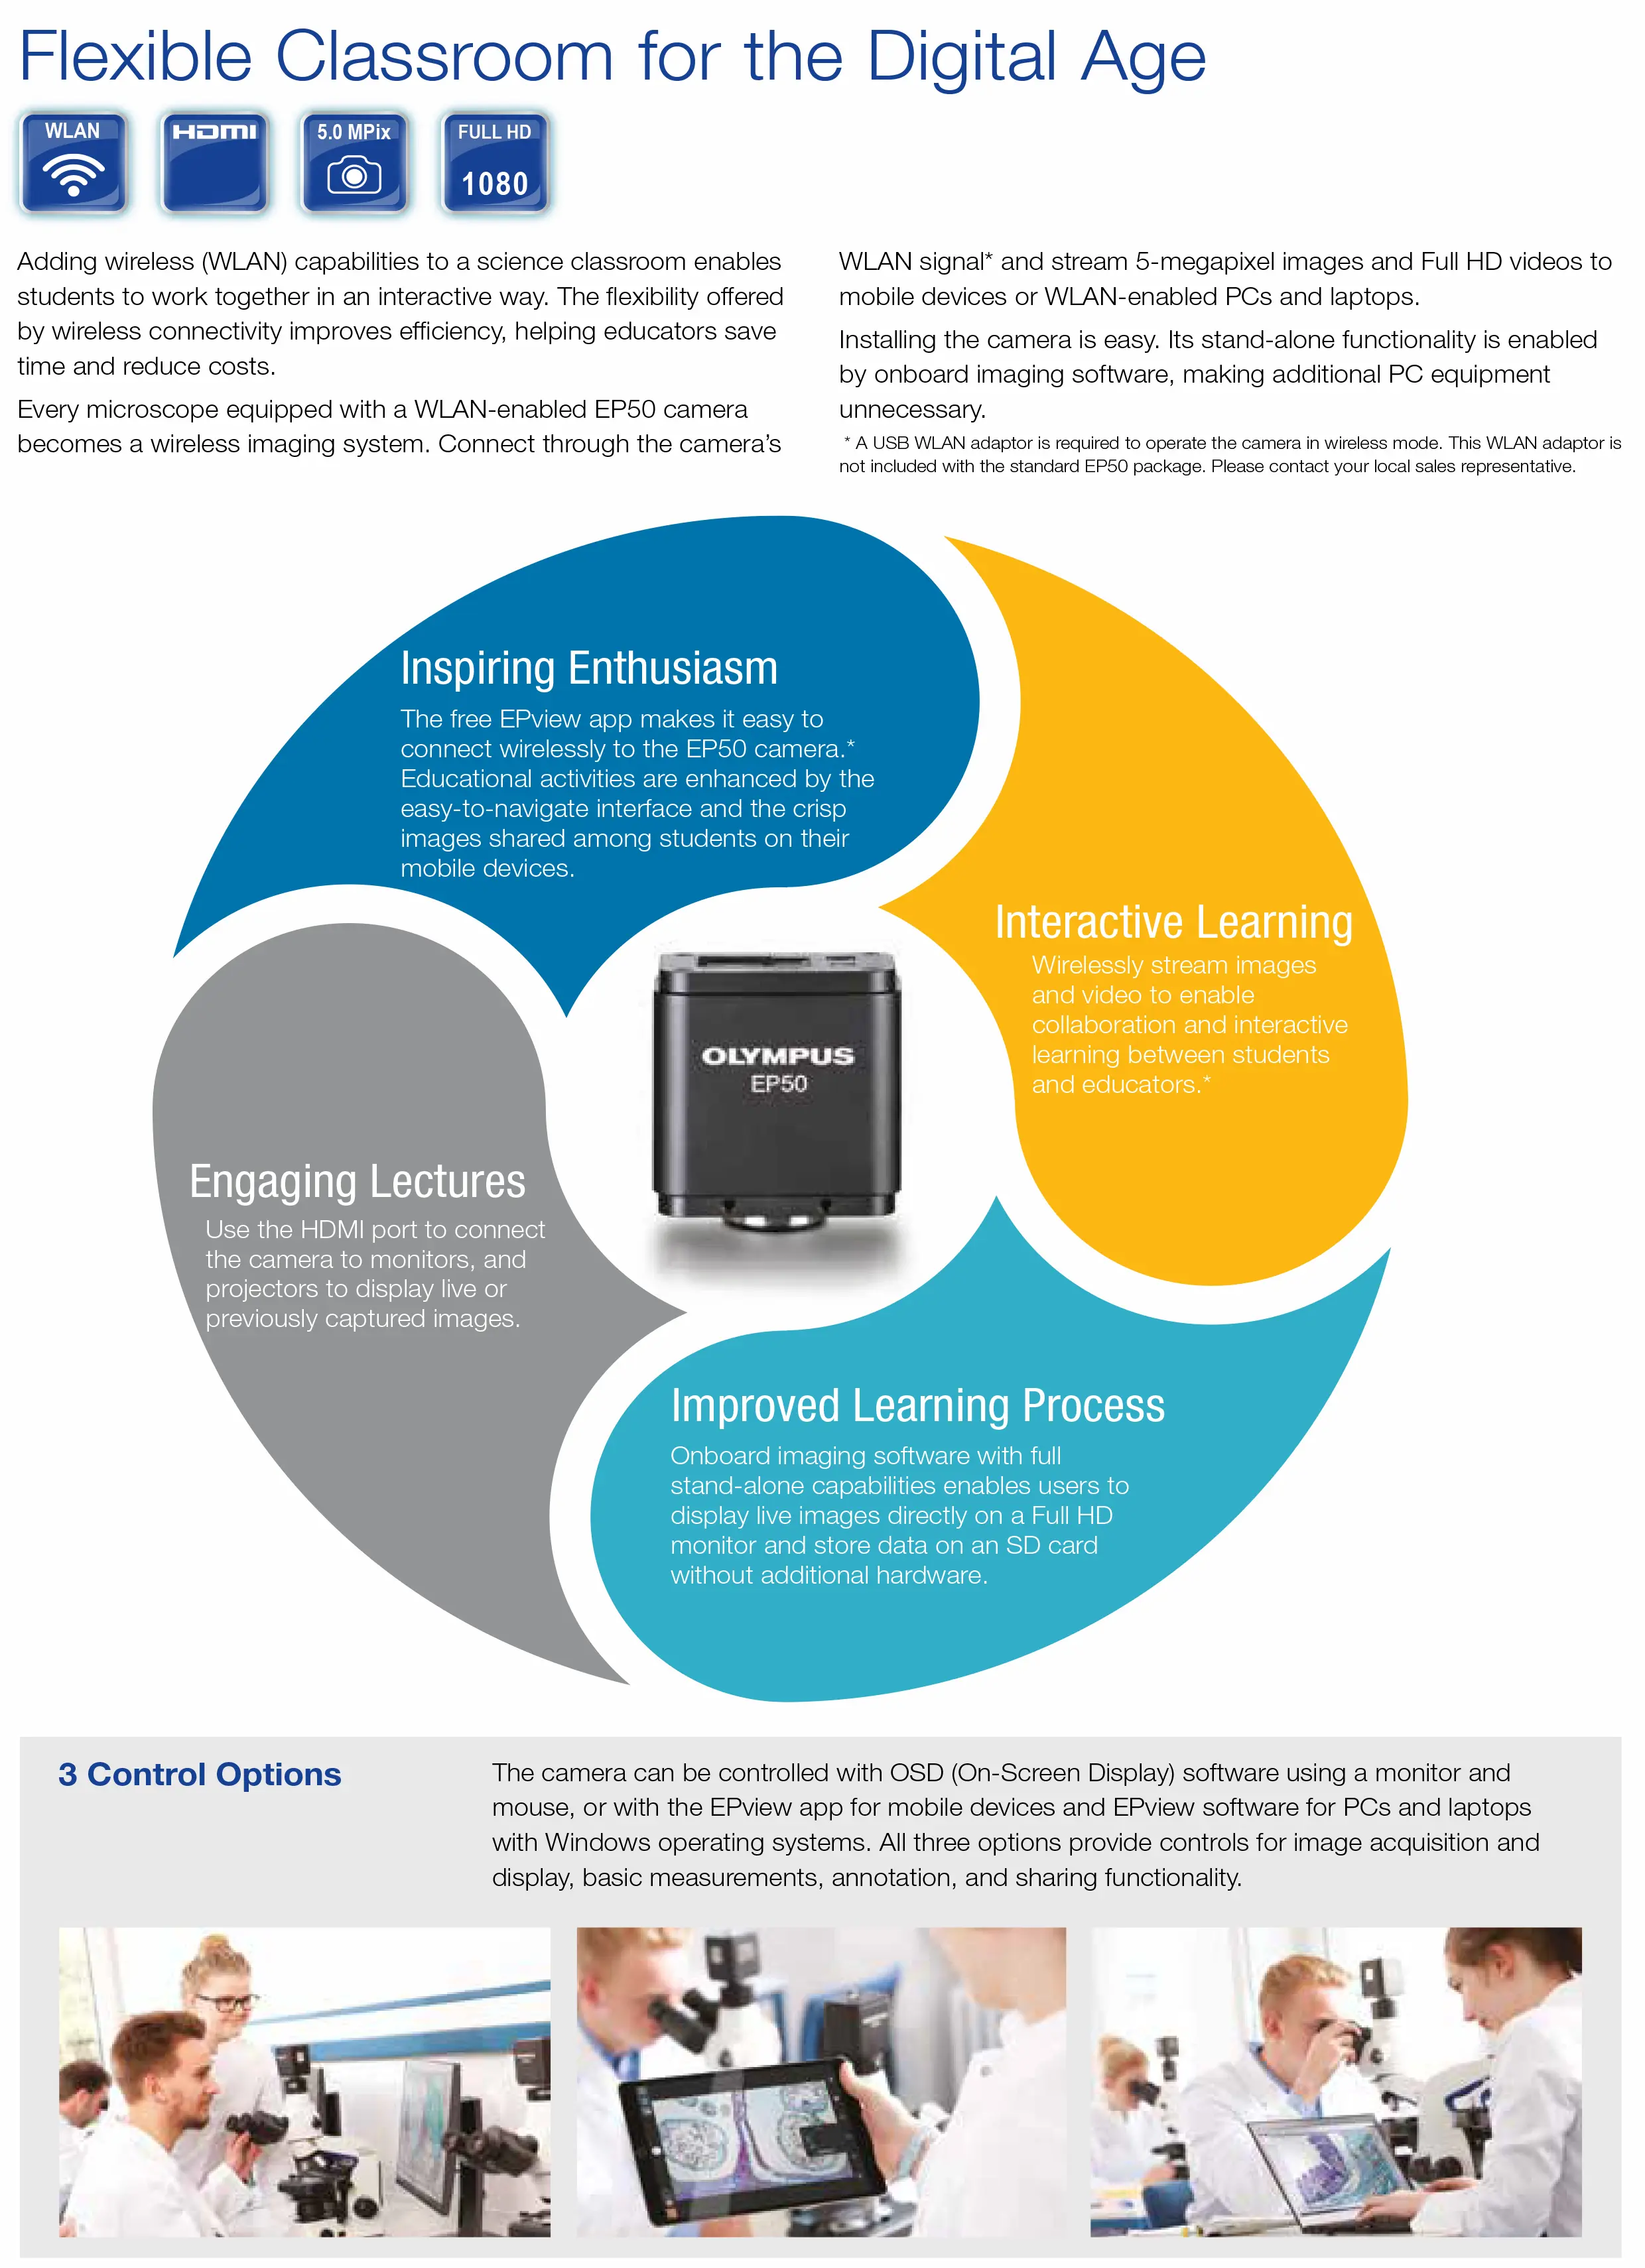 Flexible Classroom for the Digital Age
WLAN
HDMI
5.0 MPix
FULL HD
1080
Adding wireless (WLAN) capabilities to a science classroom enables
students to work together in an interactive way. The flexibility offered
by wireless connectivity improves efficiency, helping educators save
time and reduce costs.
Every microscope equipped with a WLAN-enabled EP50 camera
becomes a wireless imaging system. Connect through the camera’s
WLAN signal* and stream 5-megapixel images and Full HD videos to
mobile devices or WLAN-enabled PCs and laptops.
Installing the camera is easy. Its stand-alone functionality is enabled
by onboard imaging software, making additional PC equipment
unnecessary.
* A USB WLAN adaptor is required to operate the camera in wireless mode. This WLAN adaptor is
not included with the standard EP50 package. Please contact your local sales representative.
Inspiring Enthusiasm
The free EPview app makes it easy to
connect wirelessly to the EP50 camera.*
Educational activities are enhanced by the
easy-to-navigate interface and the crisp
images shared among students on their
mobile devices.
Interactive Learning
Wirelessly stream images
and video to enable
collaboration and interactive
learning between students
and educators.*
OLYMPUS
EP50
Engaging Lectures
Use the HDMI port to connect
the camera to monitors, and
projectors to display live or
previously captured images.
Improved Learning Process
Onboard imaging software with full
stand-alone capabilities enables users to
display live images directly on a Full HD
monitor and store data on an SD card
without additional hardware.
3 Control Options
The camera can be controlled with OSD (On-Screen Display) software using a monitor and
mouse, or with the EPview app for mobile devices and EPview software for PCs and laptops
with Windows operating systems. All three options provide controls for image acquisition and
display, basic measurements, annotation, and sharing functionality.